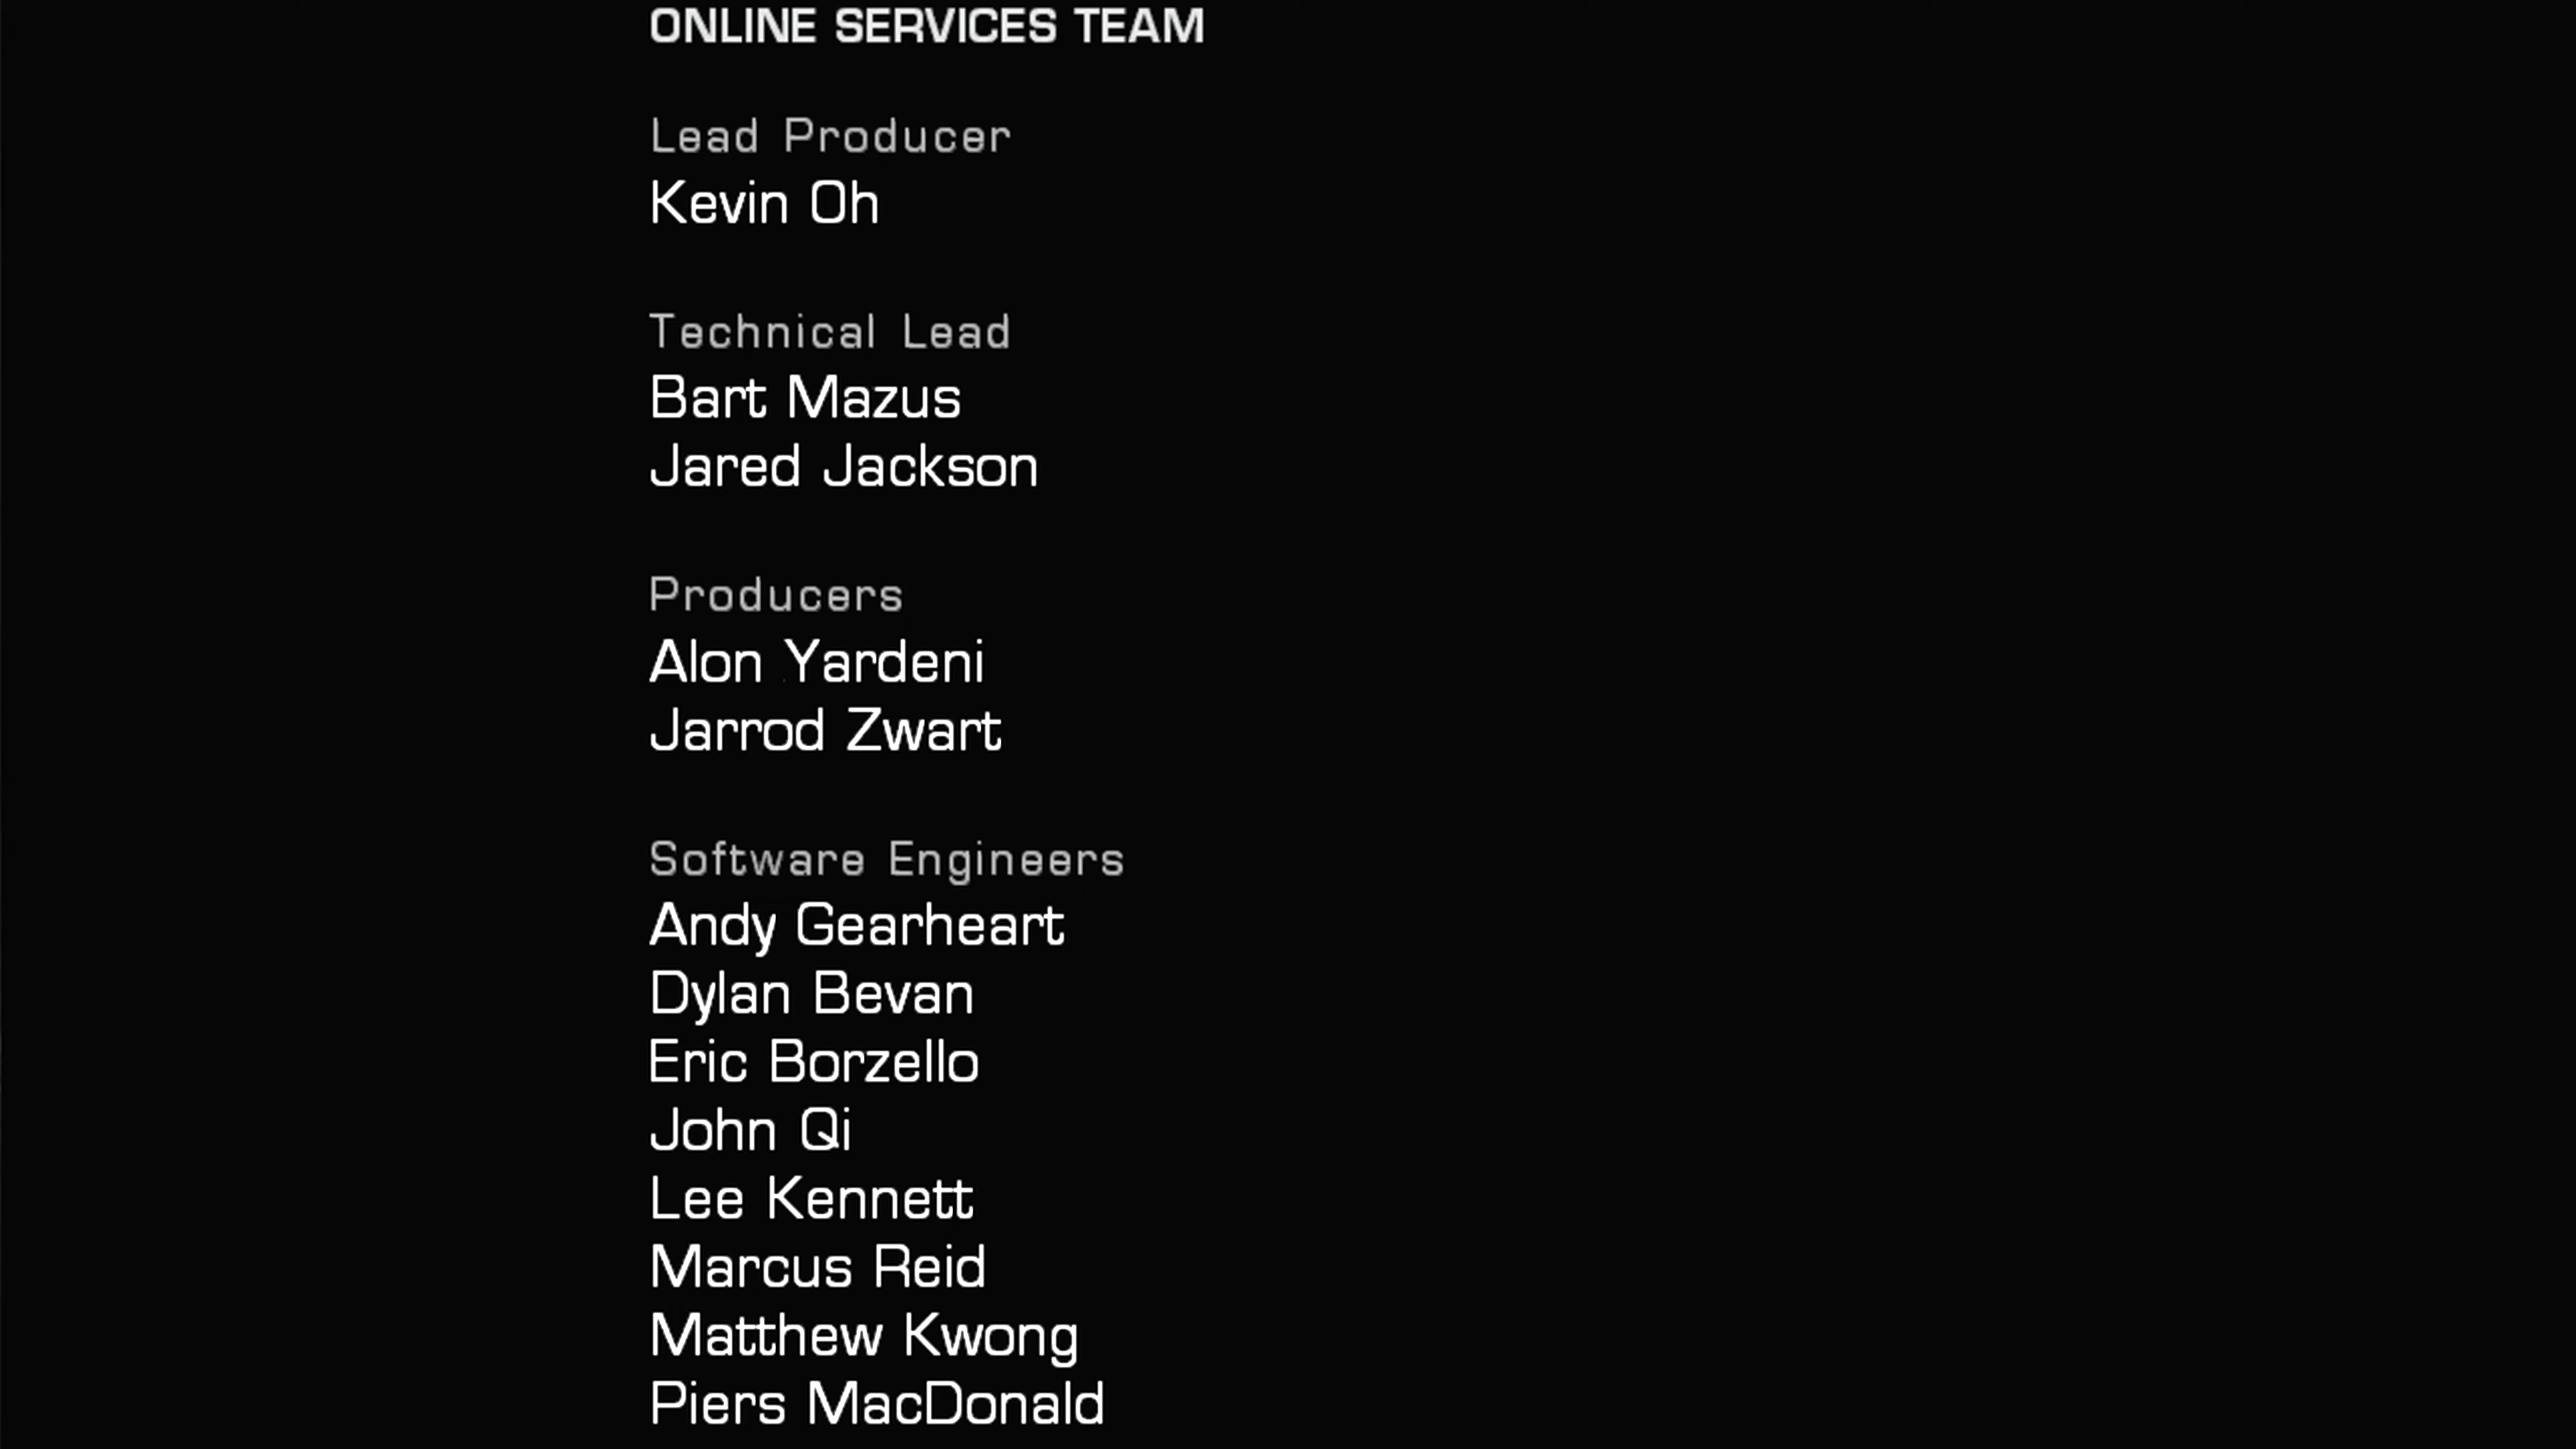 ONLINE SERVICES TEAM
Lead Producer
Kevin Oh
Technical Lead
Bart Mazus
Jared Jackson
Producers
Alon Yardeni
Jarrod Zwart
Software Engineers
Andy Gearheart
Dylan Bevan
Eric Borzello
John Qi
Lee Kennett
Marcus Reid
Matthew Kwong
Piers MacDonald